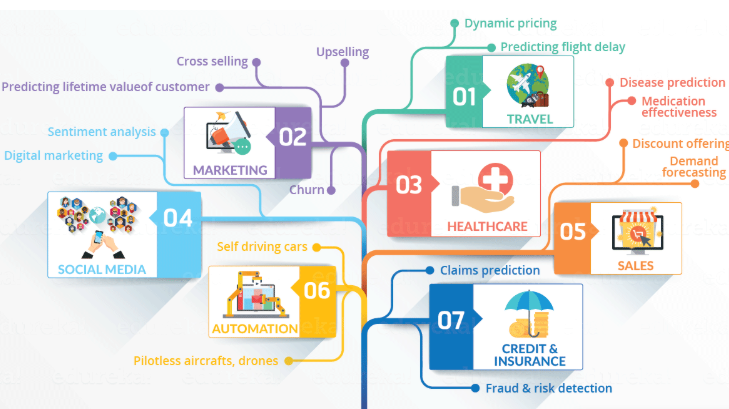 Dynamic pricing
Predicting flight delay
01
TRAVEL
Upselling
Cross selling
Predicting lifetime valueof customer
02
MARKETING
Churn
Disease prediction
Medication
effectiveness
03
HEALTHCARE
Sentiment analysis
Digital marketing
04
SOCIAL MEDIA
Discount offering
Demand
forecasting
05
SALES
Self driving cars
06
AUTOMATION
Pilotless aircrafts, drones
Claims prediction
07
CREDIT &
INSURANCE
Fraud & risk detection